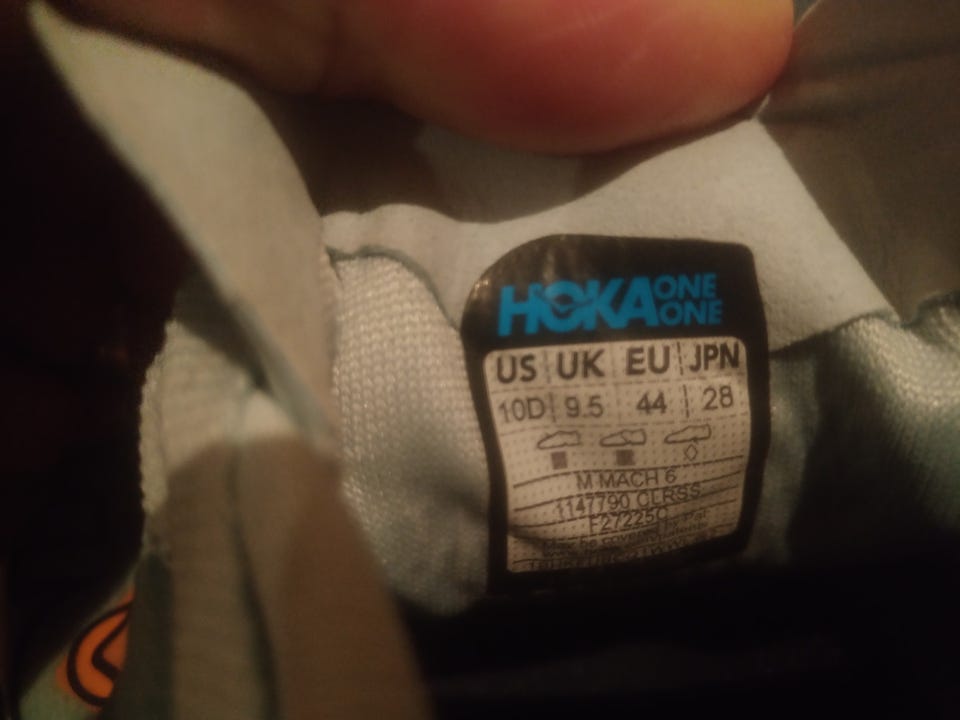 HOKA ONE ONE
US UK EU JPN
10D 9.5 44 28
M MACH 6
1147790 CLRSS
F27225C